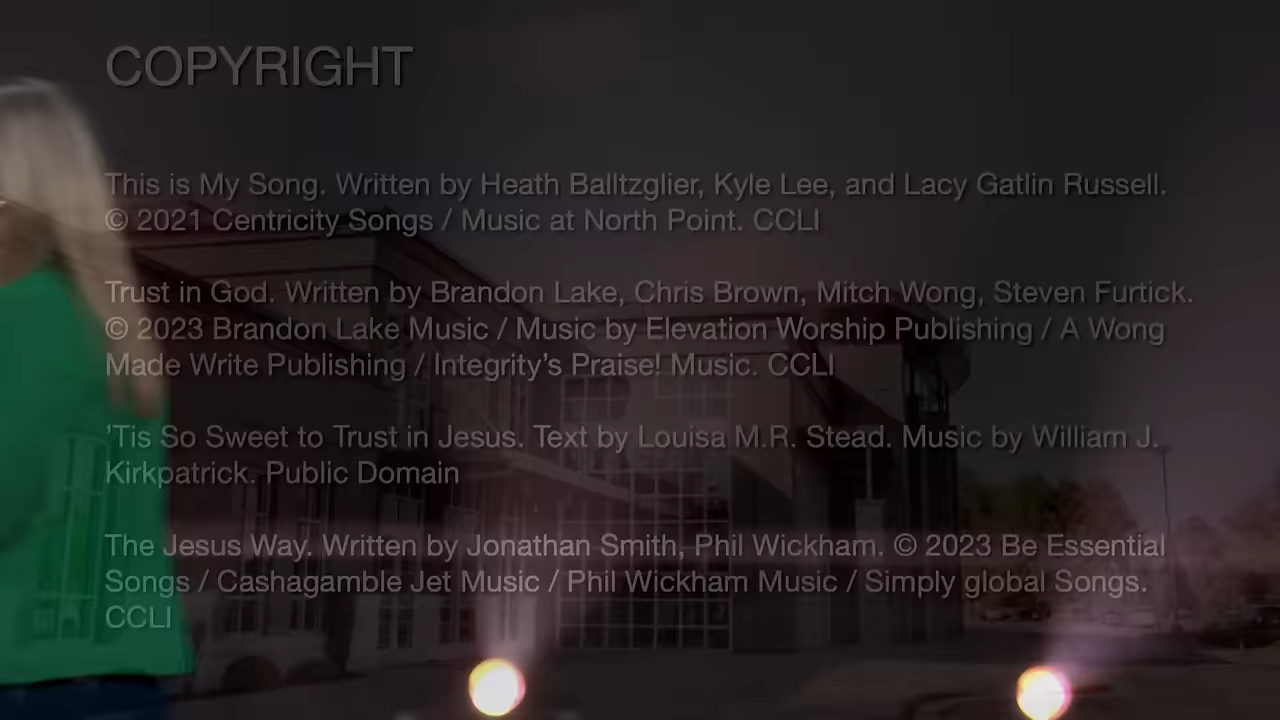 COPYRIGHT
This is My Song. Written by Heath Balltzglier, Kyle Lee, and Lacy Gatlin Russell.
© 2021 Centricity Songs / Music at North Point. CCLI
Trust in God. Written by Brandon Lake, Chris Brown, Mitch Wong, Steven Furtick.
© 2023 Brandon Lake Music / Music by Elevation Worship Publishing / A Wong
Made Write Publishing / Integrity’s Praise! Music. CCLI
’Tis So Sweet to Trust in Jesus. Text by Louisa M.R. Stead. Music by William J.
Kirkpatrick. Public Domain
The Jesus Way. Written by Jonathan Smith, Phil Wickham. © 2023 Be Essential
Songs / Cashagamble Jet Music / Phil Wickham Music / Simply global Songs.
CCLI